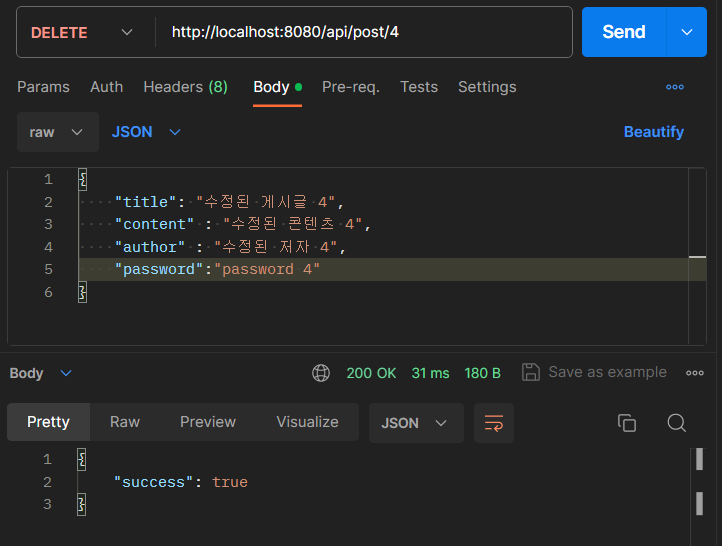 DELETE http://localhost:8080/api/post/4 Send
Params Auth Headers (8) Body Pre-req. Tests Settings
raw JSON Beautify
1 {
2 "title": "수정된 게시글 4",
3 "content" : "수정된 콘텐츠 4",
4 "author" : "수정된 저자 4",
5 "password":"password 4"
6 }
Body 200 OK 31 ms 180 B Save as example
Pretty Raw Preview Visualize JSON
1 {
2 "success": true
3 }